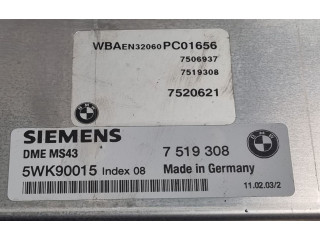 WBAEN32060PC01656
7506937
7519308
7520621
SIEMENS
DME MS43
7 519 308
5WK90015 Index 08
Made in Germany
11.02.03/2